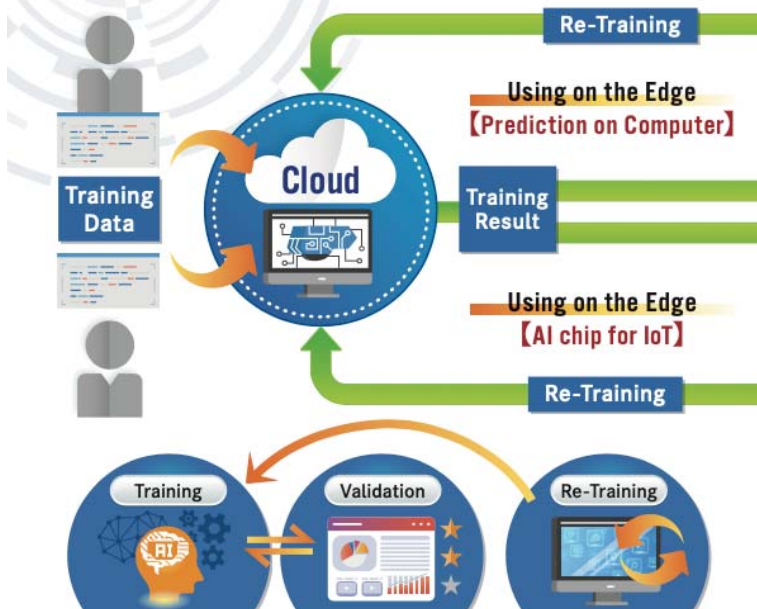 Re-Training
Using on the Edge
【Prediction on Computer】
Cloud
Training
Data
Training
Result
Using on the Edge
【AI chip for IoT】
Re-Training
Training
Validation
Re-Training
AI